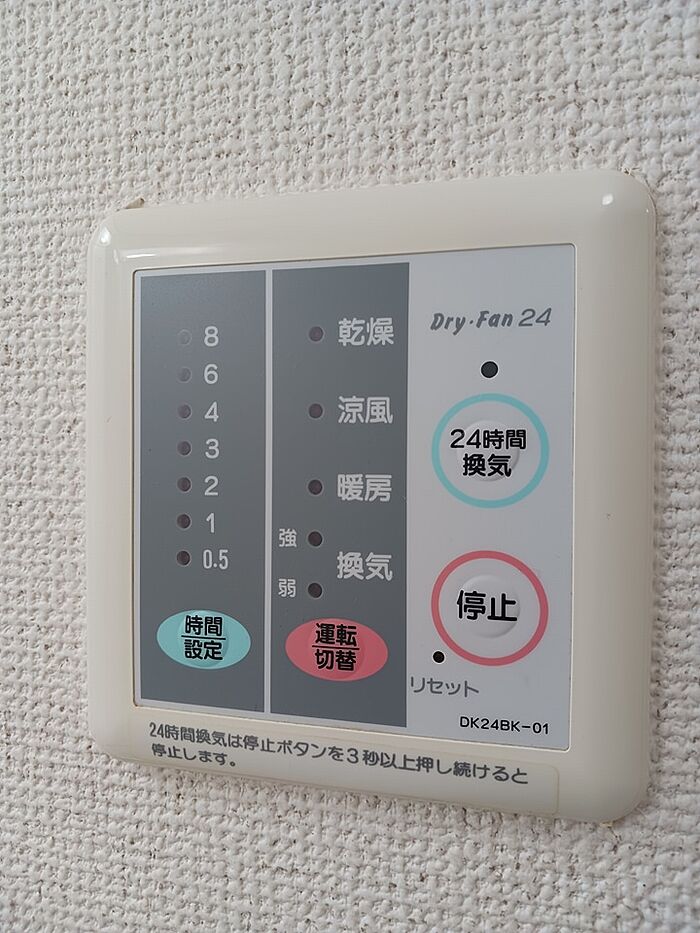 8
6
4
3
2
1
0.5
時間
設定
乾燥
涼風
暖房
強
換気
弱
運転
切替
Dry・Fan 24
24時間
換気
停止
リセット
DK24BK-01
24時間換気は停止ボタンを3秒以上押し続けると
停止します。